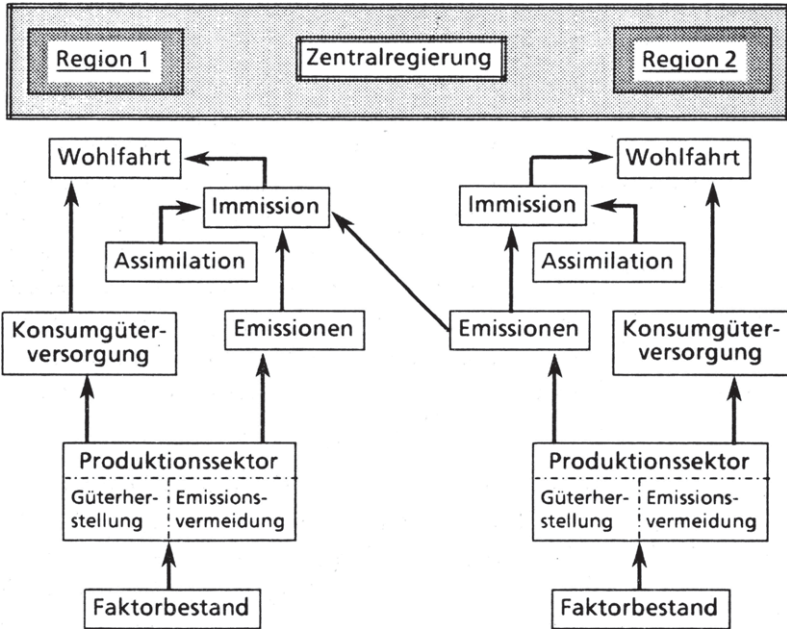 Region 1
Zentralregierung
Region 2
Wohlfahrt
Wohlfahrt
Immission
Immission
Assimilation
Assimilation
Konsumgüter-
versorgung
Emissionen
Emissionen
Konsumgüter-
versorgung
Produktionssektor
Güterher-
stellung
Emissions-
vermeidung
Produktionssektor
Güterher-
stellung
Emissions-
vermeidung
Faktorbestand
Faktorbestand